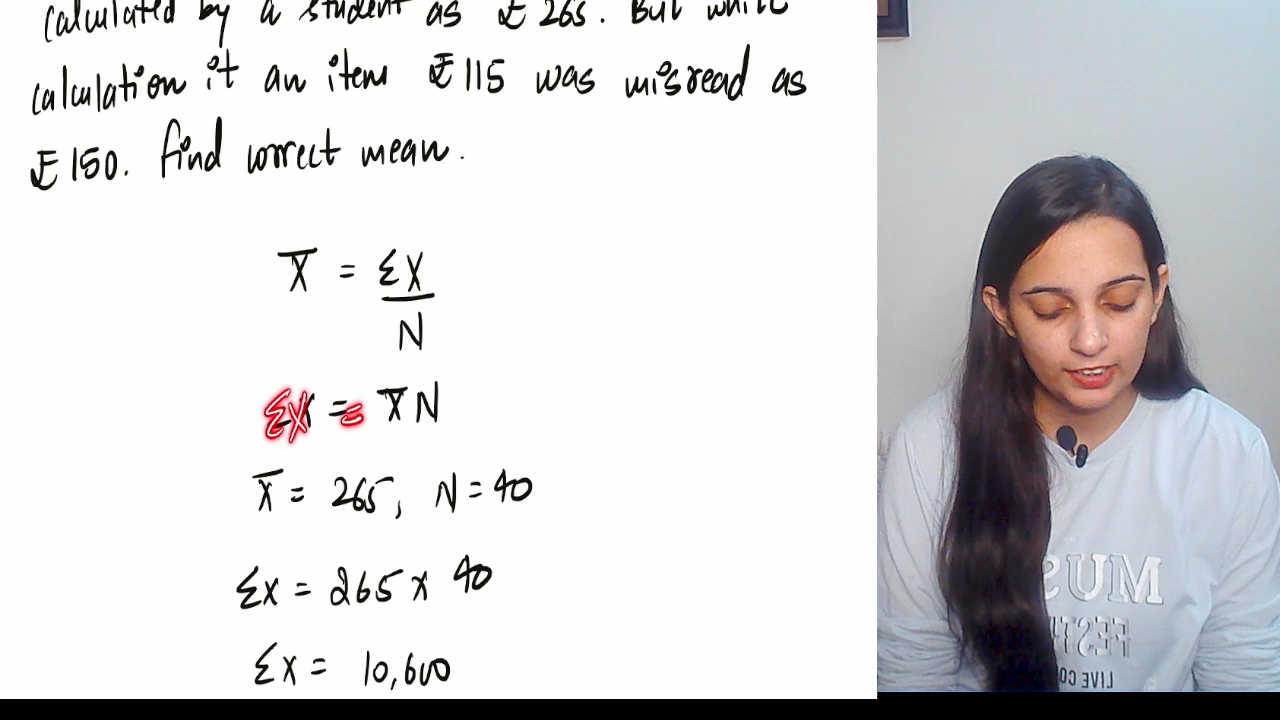 calculated by a student as ₹ 265. But while
calculation it an item ₹ 115 was misread as
₹ 150. Find correct mean.
X̅ = ΣX
N
ΣX = X̅ N
X̅ = 265, N = 40
ΣX = 265 × 40
ΣX = 10,600
MUS
FEST
LIVE CO